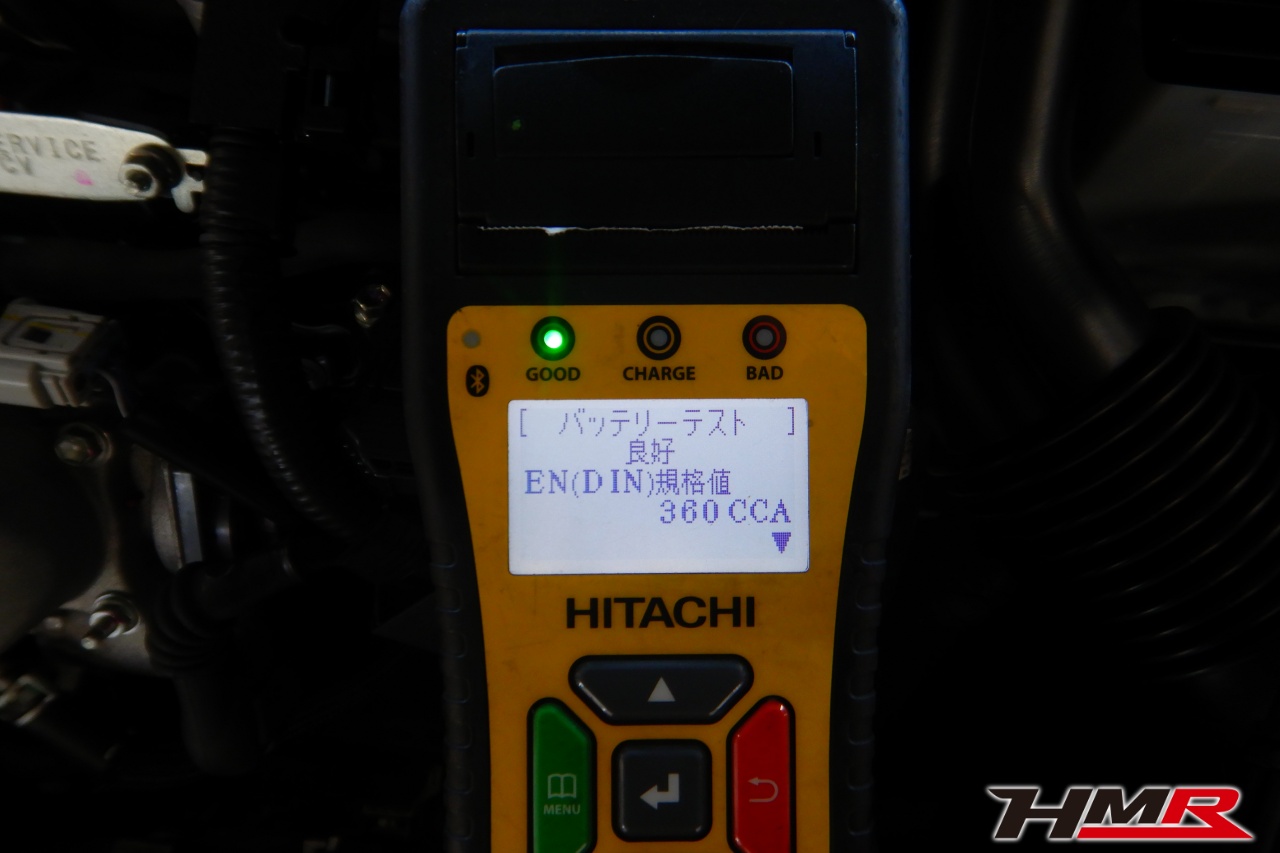 SERVICE
CV
GOOD
CHARGE
BAD
[ バッテリーテスト ]
良好
EN(DIN)規格値
360 CCA
▼
HITACHI
MENU
HMR